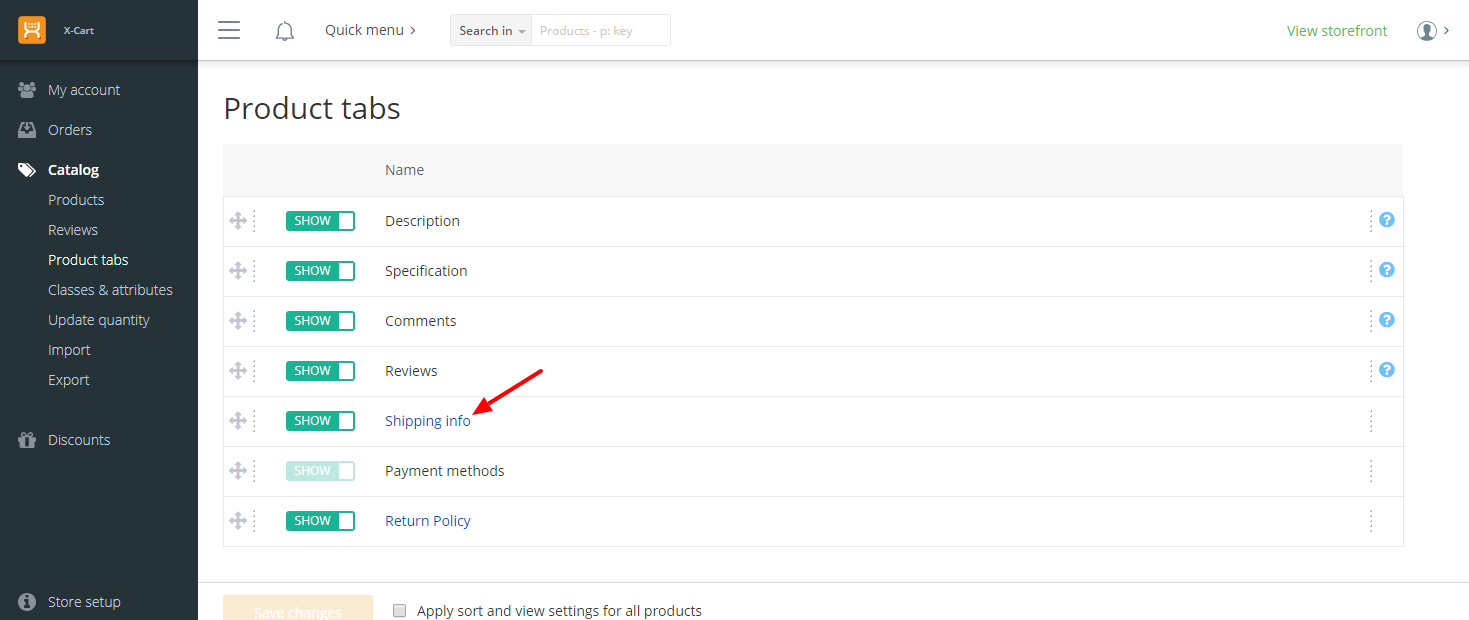 X-Cart
Quick menu
Search in
Products - p: key
View storefront
My account
Orders
Catalog
Products
Reviews
Product tabs
Classes & attributes
Update quantity
Import
Export
Discounts
Store setup
Product tabs
Name
SHOW Description ?
SHOW Specification ?
SHOW Comments ?
SHOW Reviews ?
SHOW Shipping info
SHOW Payment methods
SHOW Return Policy
Save changes
Apply sort and view settings for all products